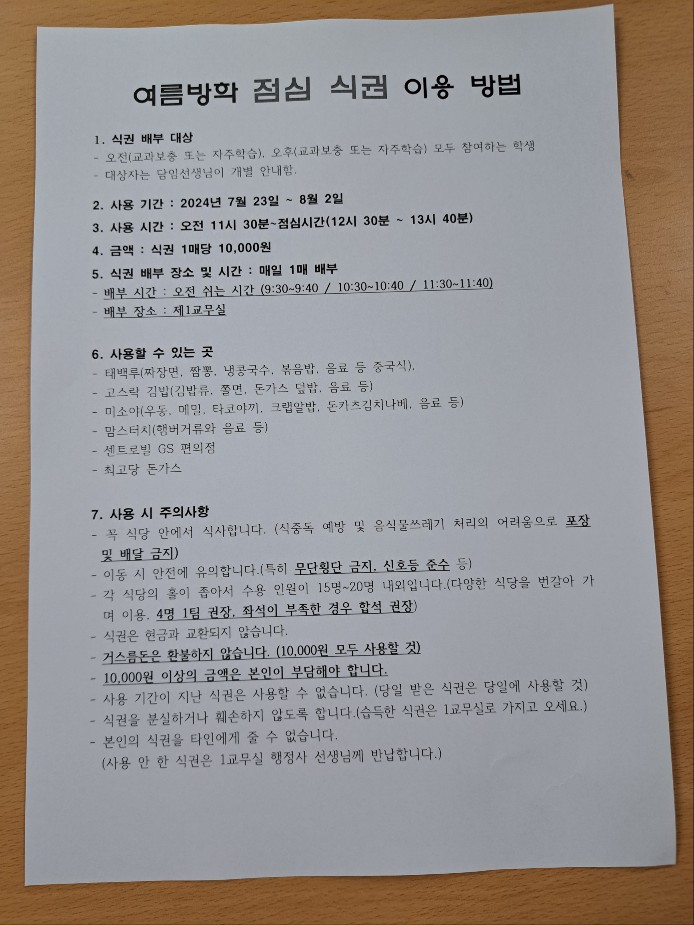 여름방학 점심 식권 이용 방법
1. 식권 배부 대상
- 오전(교과보충 또는 자주학습), 오후(교과보충 또는 자주학습) 모두 참여하는 학생
- 대상자는 담임선생님이 개별 안내함.
2. 사용 기간 : 2024년 7월 23일 ~ 8월 2일
3. 사용 시간 : 오전 11시 30분~점심시간(12시 30분 ~ 13시 40분)
4. 금액 : 식권 1매당 10,000원
5. 식권 배부 장소 및 시간 : 매일 1매 배부
- 배부 시간 : 오전 쉬는 시간 (9:30~9:40 / 10:30~10:40 / 11:30~11:40)
- 배부 장소 : 제1교무실
6. 사용할 수 있는 곳
- 태백루(짜장면, 짬뽕, 냉콩국수, 볶음밥, 음료 등 중국식),
- 고스락 김밥(김밥류, 쫄면, 돈가스 덮밥, 음료 등)
- 미소야(우동, 메밀, 타코야끼, 크랩알밥, 돈카츠김치나베, 음료 등)
- 맘스터치(햄버거류와 음료 등)
- 센트로빌 GS 편의점
- 최고당 돈가스
7. 사용 시 주의사항
- 꼭 식당 안에서 식사합니다. (식중독 예방 및 음식물쓰레기 처리의 어려움으로 포장
및 배달 금지)
- 이동 시 안전에 유의합니다.(특히 무단횡단 금지, 신호등 준수 등)
- 각 식당의 홀이 좁아서 수용 인원이 15명~20명 내외입니다.(다양한 식당을 번갈아 가
며 이용, 4명 1팀 권장, 좌석이 부족한 경우 합석 권장)
- 식권은 현금과 교환되지 않습니다.
- 거스름돈은 환불하지 않습니다. (10,000원 모두 사용할 것)
- 10,000원 이상의 금액은 본인이 부담해야 합니다.
- 사용 기간이 지난 식권은 사용할 수 없습니다. (당일 받은 식권은 당일에 사용할 것)
- 식권을 분실하거나 훼손하지 않도록 합니다.(습득한 식권은 1교무실로 가지고 오세요.)
- 본인의 식권을 타인에게 줄 수 없습니다.
(사용 안 한 식권은 1교무실 행정사 선생님께 반납합니다.)